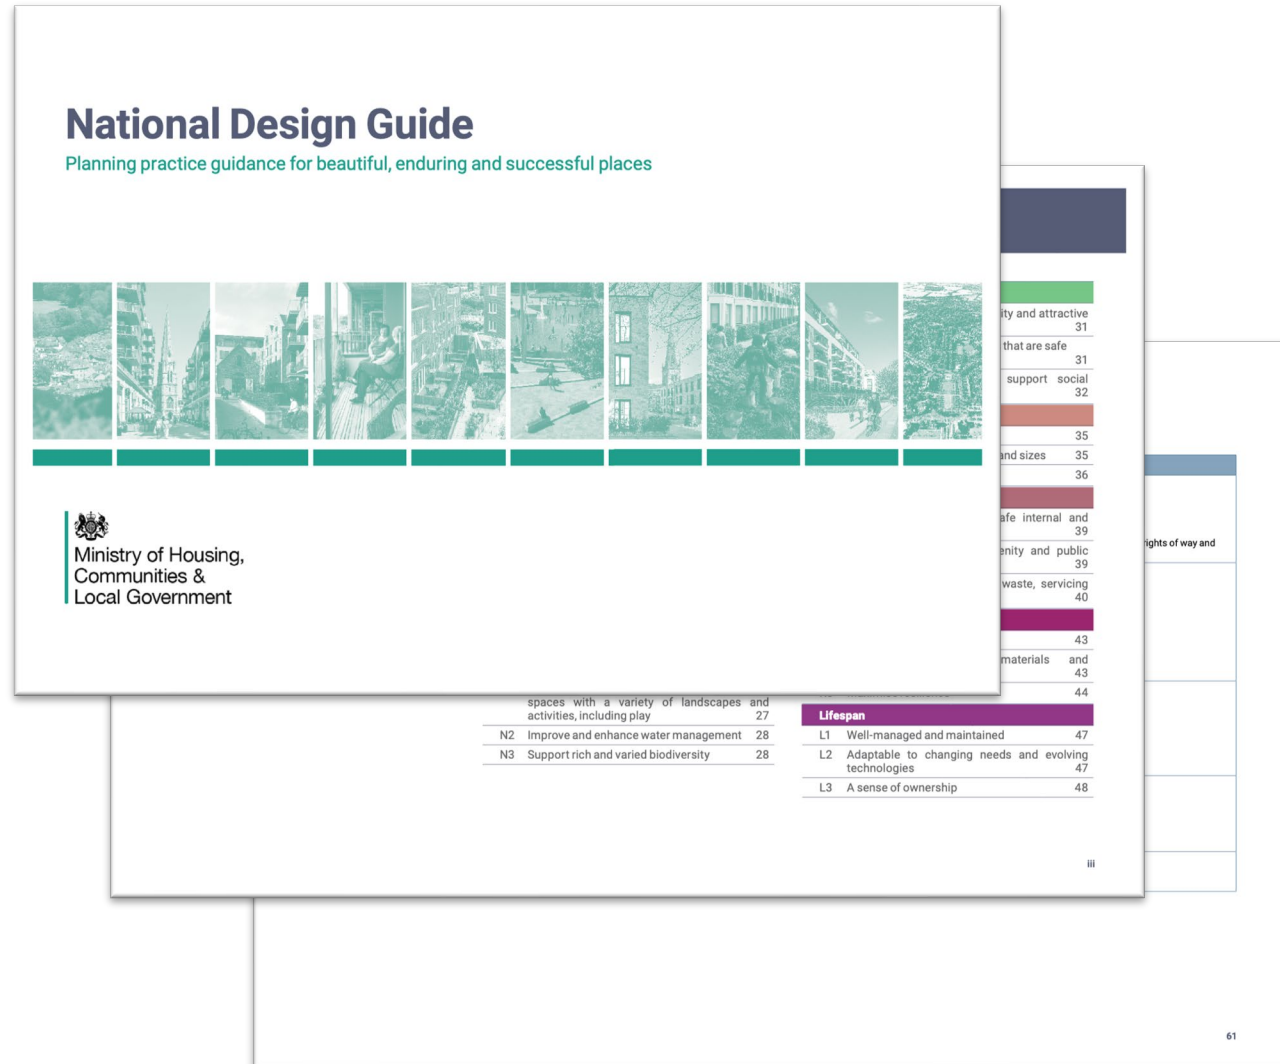 National Design Guide
Planning practice guidance for beautiful, enduring and successful places
Ministry of Housing,
Communities &
Local Government
ity and attractive
31
that are safe
31
support social
32
35
and sizes 35
36
afe internal and
39
enity and public
39
waste, servicing
40
43
materials and
43
44
spaces with a variety of landscapes and
activities, including play 27
N2 Improve and enhance water management 28
N3 Support rich and varied biodiversity 28
Lifespan
L1 Well-managed and maintained 47
L2 Adaptable to changing needs and evolving
technologies 47
L3 A sense of ownership 48
iii
rights of way and
61